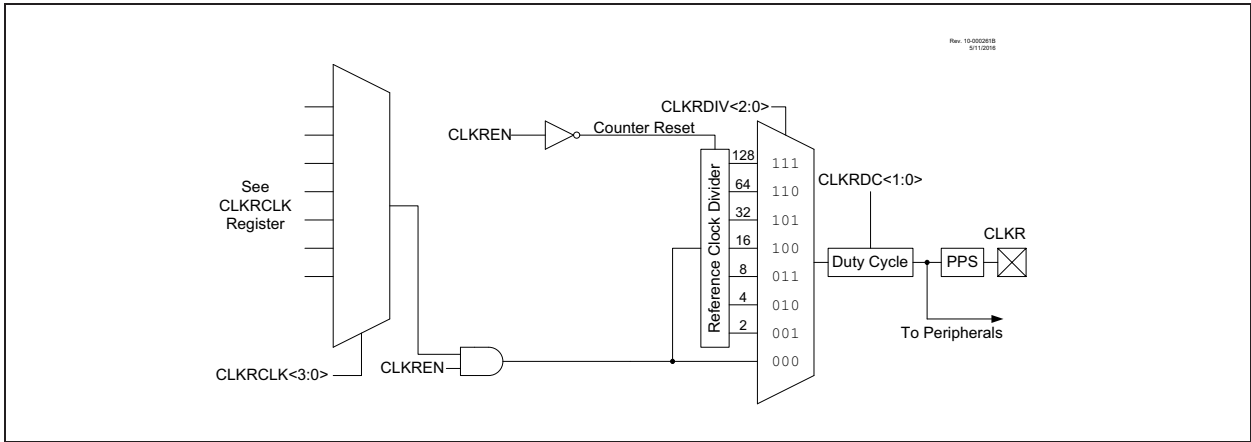 Rev. 10-000261B
5/11/2016
CLKRDIV<2:0>
CLKREN
Counter Reset
See
CLKRCLK
Register
Reference Clock Divider
128
111
64
110
32
101
16
100
8
011
4
010
2
001
000
CLKRDC<1:0>
Duty Cycle
PPS
CLKR
To Peripherals
CLKREN
CLKRCLK<3:0>